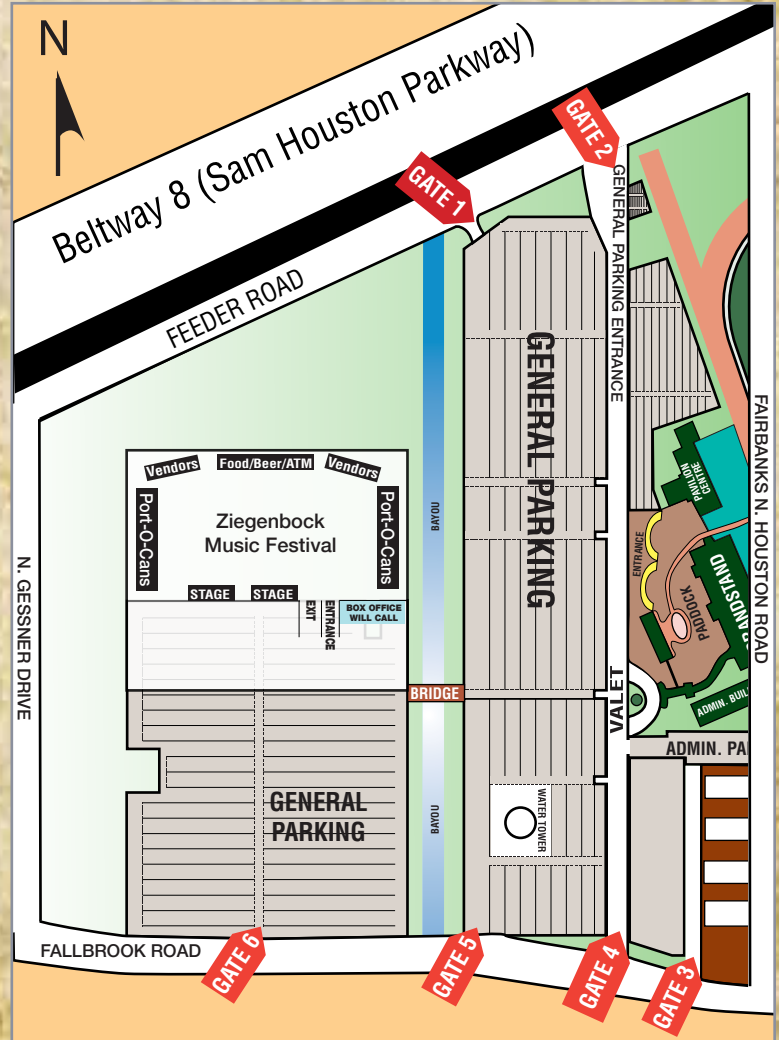 N
Beltway 8 (Sam Houston Parkway)
FEEDER ROAD
GATE 1
GATE 2
GENERAL PARKING ENTRANCE
GENERAL PARKING
FAIRBANKS N. HOUSTON ROAD
N. GESSNER DRIVE
Vendors
Food/Beer/ATM
Vendors
Port-O-Cans
Port-O-Cans
Ziegenbock
Music Festival
STAGE
STAGE
EXIT
ENTRANCE
BOX OFFICE
WILL CALL
BAYOU
BRIDGE
BAYOU
PAVILION
CENTRE
ENTRANCE
PADDOCK
GRANDSTAND
VALET
ADMIN. BUIL
ADMIN. PA
WATER TOWER
GENERAL
PARKING
FALLBROOK ROAD
GATE 6
GATE 5
GATE 4
GATE 3